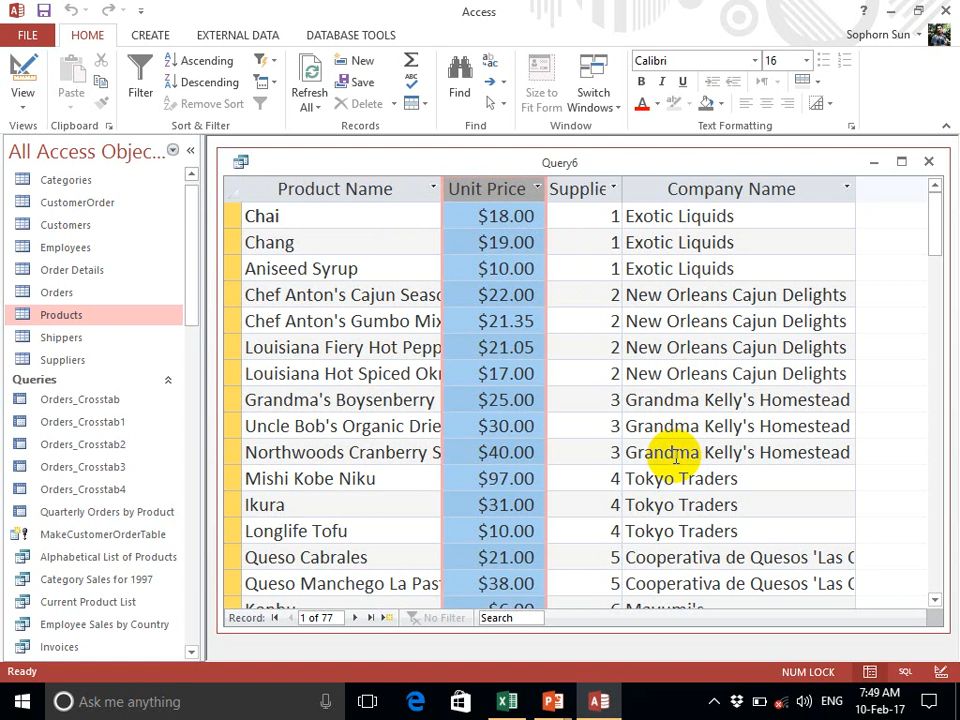 Access
? 
Sophorn Sun
FILE HOME CREATE EXTERNAL DATA DATABASE TOOLS
View
Paste
Filter
Ascending
Descending
Remove Sort
Refresh All
New
Save
Delete
ABC
Find
ab ac
Size to Fit Form
Switch Windows
Calibri 16
B I U
A
Views Clipboard Sort & Filter Records Find Window Text Formatting
All Access Objec...
Categories
CustomerOrder
Customers
Employees
Order Details
Orders
Products
Shippers
Suppliers
Queries
Orders_Crosstab
Orders_Crosstab1
Orders_Crosstab2
Orders_Crosstab3
Orders_Crosstab4
Quarterly Orders by Product
MakeCustomerOrderTable
Alphabetical List of Products
Category Sales for 1997
Current Product List
Employee Sales by Country
Invoices
Query6
Product Name Unit Price Supplie Company Name
Chai $18.00 1 Exotic Liquids
Chang $19.00 1 Exotic Liquids
Aniseed Syrup $10.00 1 Exotic Liquids
Chef Anton's Cajun Seaso $22.00 2 New Orleans Cajun Delights
Chef Anton's Gumbo Mix $21.35 2 New Orleans Cajun Delights
Louisiana Fiery Hot Pepp $21.05 2 New Orleans Cajun Delights
Louisiana Hot Spiced Okr $17.00 2 New Orleans Cajun Delights
Grandma's Boysenberry $25.00 3 Grandma Kelly's Homestead
Uncle Bob's Organic Drie $30.00 3 Grandma Kelly's Homestead
Northwoods Cranberry S $40.00 3 Grandma Kelly's Homestead
Mishi Kobe Niku $97.00 4 Tokyo Traders
Ikura $31.00 4 Tokyo Traders
Longlife Tofu $10.00 4 Tokyo Traders
Queso Cabrales $21.00 5 Cooperativa de Quesos 'Las C
Queso Manchego La Past $38.00 5 Cooperativa de Quesos 'Las C
Konbu $6.00 6 Mayumi's
Record: 1 of 77 No Filter Search
Ready NUM LOCK SQL
Ask me anything
ENG
7:49 AM
10-Feb-17